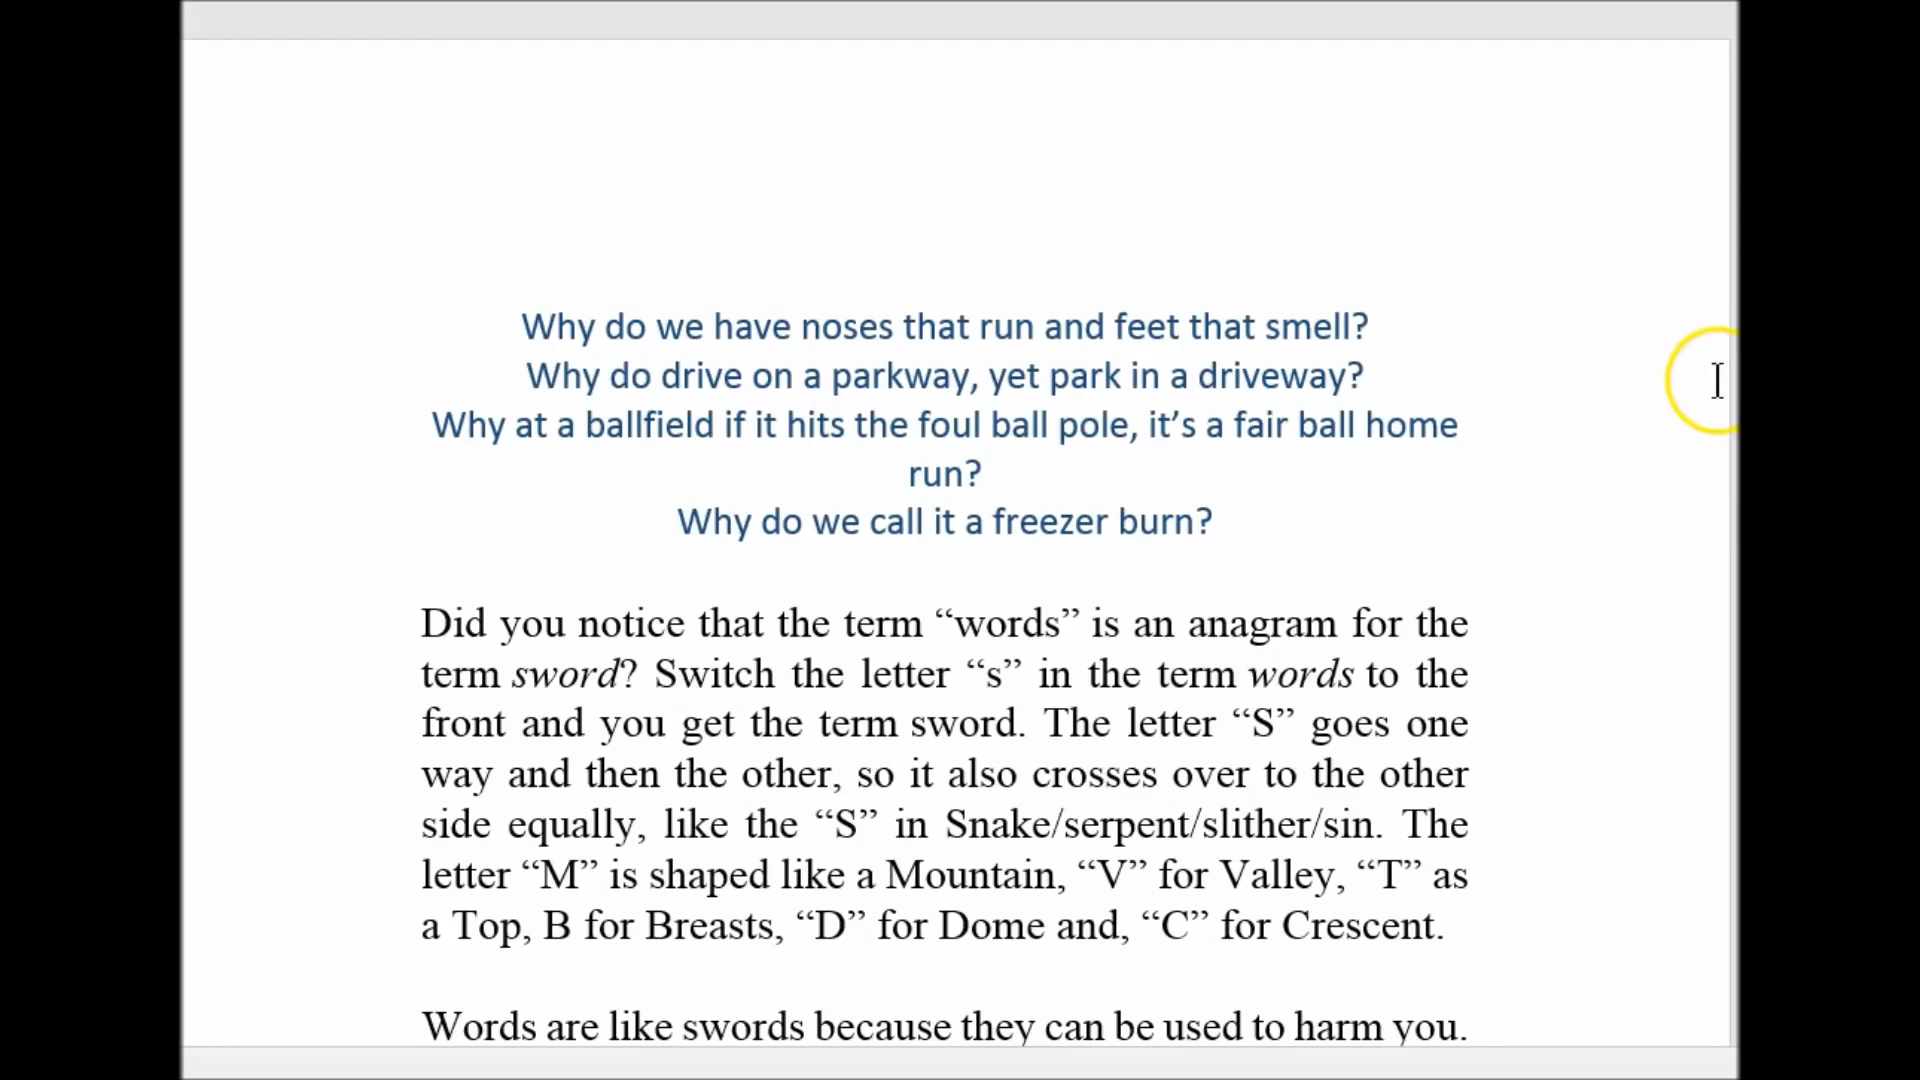 Why do we have noses that run and feet that smell?
Why do drive on a parkway, yet park in a driveway?
Why at a ballfield if it hits the foul ball pole, it’s a fair ball home
run?
Why do we call it a freezer burn?
Did you notice that the term “words” is an anagram for the
term sword? Switch the letter “s” in the term words to the
front and you get the term sword. The letter “S” goes one
way and then the other, so it also crosses over to the other
side equally, like the “S” in Snake/serpent/slither/sin. The
letter “M” is shaped like a Mountain, “V” for Valley, “T” as
a Top, B for Breasts, “D” for Dome and, “C” for Crescent.
Words are like swords because they can be used to harm you.